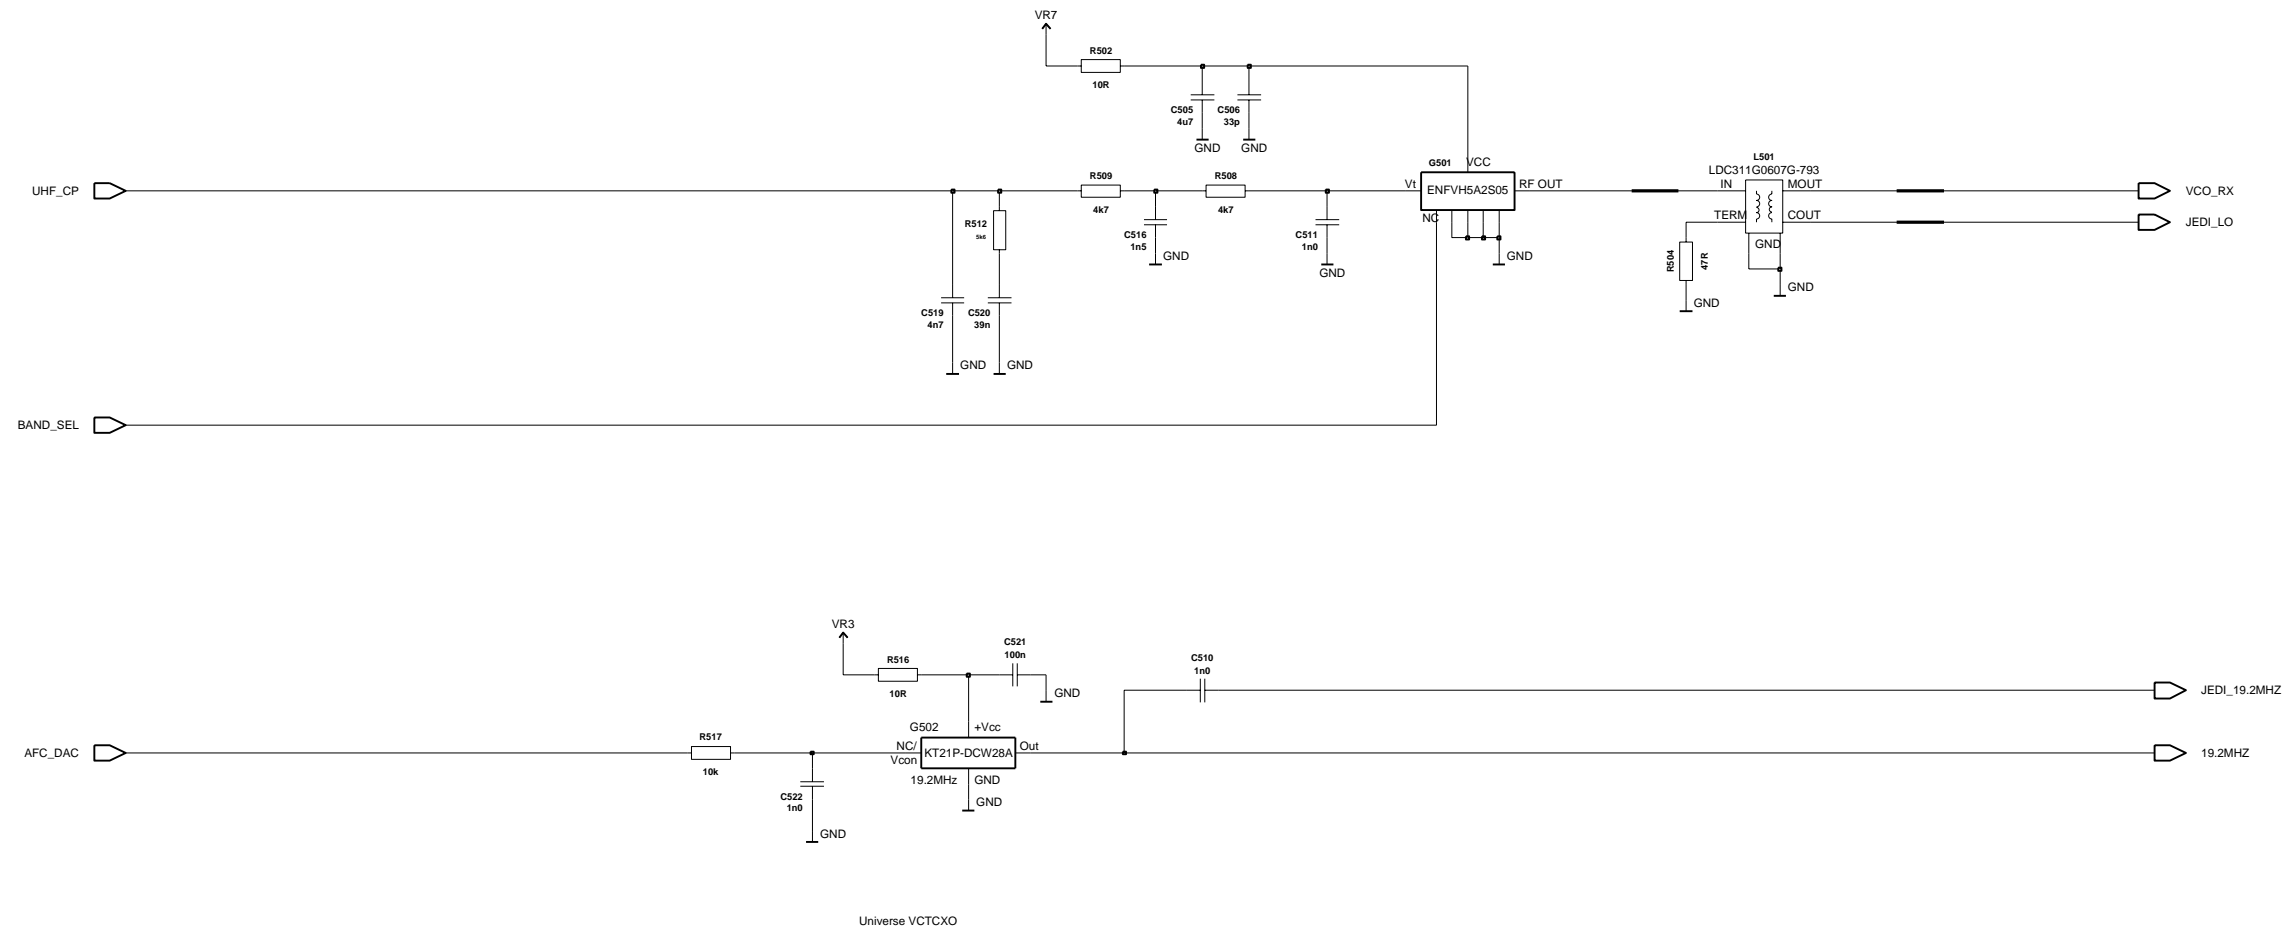 VR7
R502
10R
C505
4u7
C506
33p
GND
GND
UHF_CP
R509
4k7
R508
4k7
R512
5k6
C516
1n5
GND
C511
1n0
GND
G501
VCC
Vt
ENFVH5A2S05
RF OUT
NC
GND
L501
LDC311G0607G-793
IN
MOUT
TERM
COUT
GND
GND
R504
47R
GND
VCO_RX
JEDI_LO
C519
4n7
C520
39n
GND
GND
BAND_SEL
VR3
R516
10R
C521
100n
GND
C510
1n0
JEDI_19.2MHZ
AFC_DAC
R517
10k
C522
1n0
GND
G502
+Vcc
NC/
Vcon
KT21P-DCW28A
Out
19.2MHz
GND
GND
19.2MHZ
Universe VCTCXO